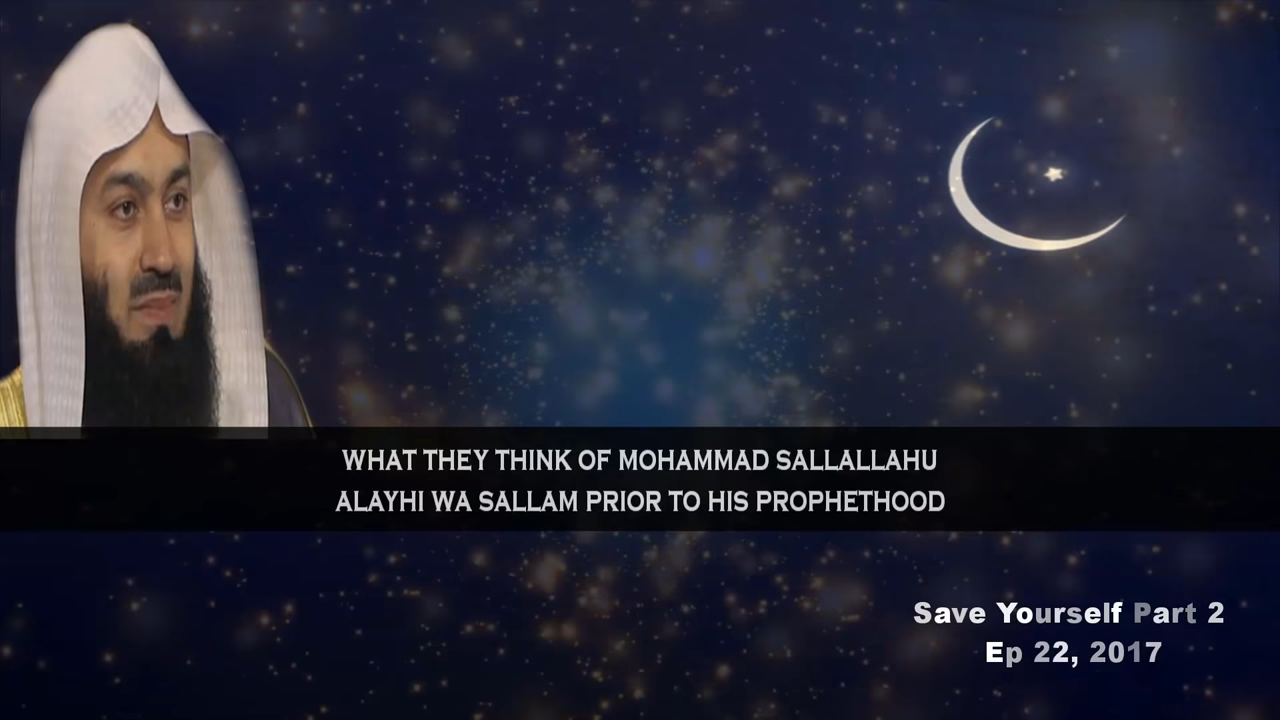 WHAT THEY THINK OF MOHAMMAD SALLALLAHU
ALAYHI WA SALLAM PRIOR TO HIS PROPHETHOOD
Save Yourself Part 2
Ep 22, 2017